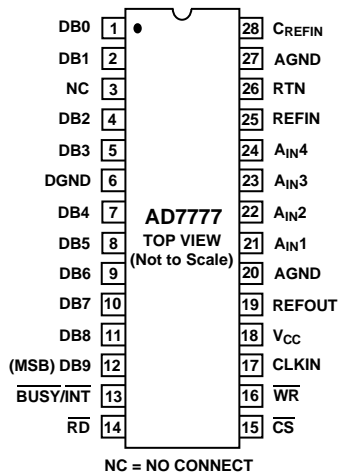 DB0 1 28 CREFIN
DB1 2 27 AGND
NC 3 26 RTN
DB2 4 25 REFIN
DB3 5 24 AIN4
DGND 6 23 AIN3
DB4 7 22 AIN2
DB5 8 21 AIN1
DB6 9 20 AGND
DB7 10 19 REFOUT
DB8 11 18 VCC
(MSB) DB9 12 17 CLKIN
BUSY/INT 13 16 WR
RD 14 15 CS
AD7777
TOP VIEW
(Not to Scale)
NC = NO CONNECT